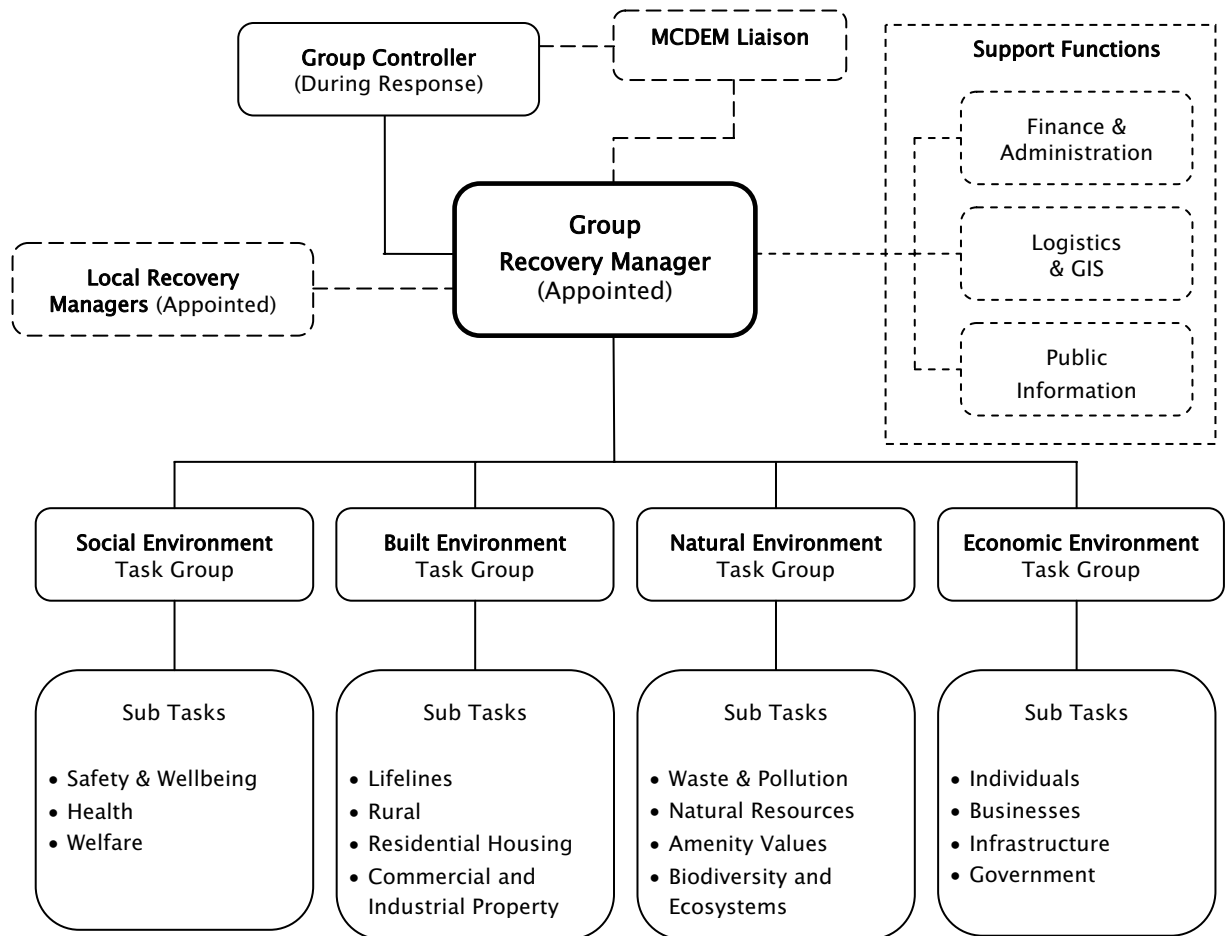 MCDEM Liaison
Group Controller
(During Response)
Support Functions
Finance &
Administration
Logistics
& GIS
Public
Information
Group
Recovery Manager
(Appointed)
Local Recovery
Managers (Appointed)
Social Environment
Task Group
Built Environment
Task Group
Natural Environment
Task Group
Economic Environment
Task Group
Sub Tasks
• Safety & Wellbeing
• Health
• Welfare
Sub Tasks
• Lifelines
• Rural
• Residential Housing
• Commercial and
Industrial Property
Sub Tasks
• Waste & Pollution
• Natural Resources
• Amenity Values
• Biodiversity and
Ecosystems
Sub Tasks
• Individuals
• Businesses
• Infrastructure
• Government